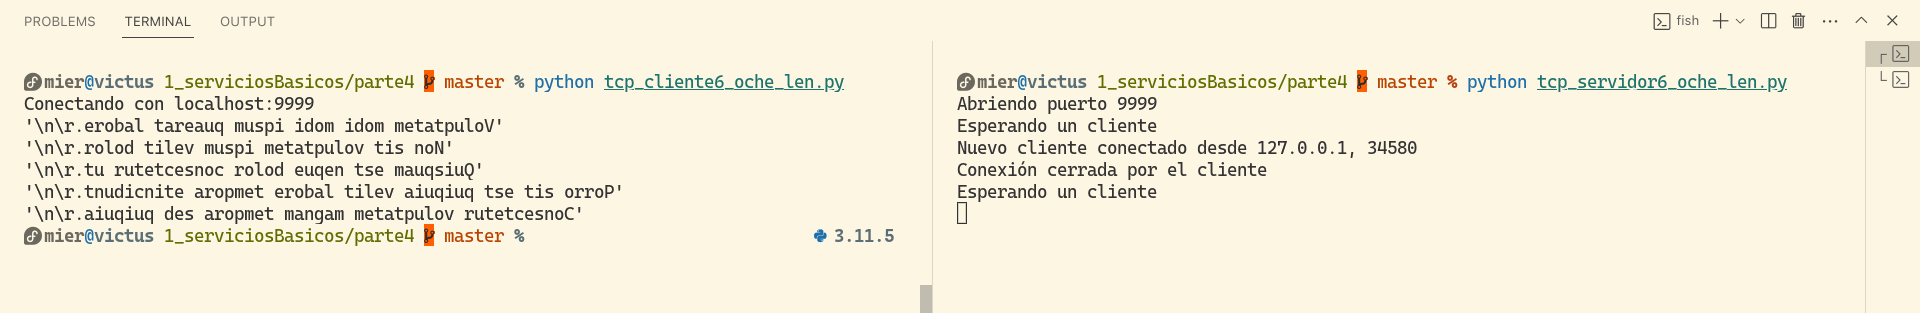 PROBLEMS TERMINAL OUTPUT fish
mier@victus 1_serviciosBasicos/parte4 master % python tcp_cliente6_oche_len.py
Conectando con localhost:9999
'\n\r.erobal tareauq muspi idom idom metatpuloV'
'\n\r.rolod tilev muspi metatpulov tis noN'
'\n\r.tu rutetcesnoc rolod euqen tse mauqsiuQ'
'\n\r.tnudicnite aropmet erobal tilev aiuqiuq tse tis orroP'
'\n\r.aiuqiuq des aropmet mangam metatpulov rutetcesnoC'
mier@victus 1_serviciosBasicos/parte4 master % 3.11.5
mier@victus 1_serviciosBasicos/parte4 master % python tcp_servidor6_oche_len.py
Abriendo puerto 9999
Esperando un cliente
Nuevo cliente conectado desde 127.0.0.1, 34580
Conexión cerrada por el cliente
Esperando un cliente